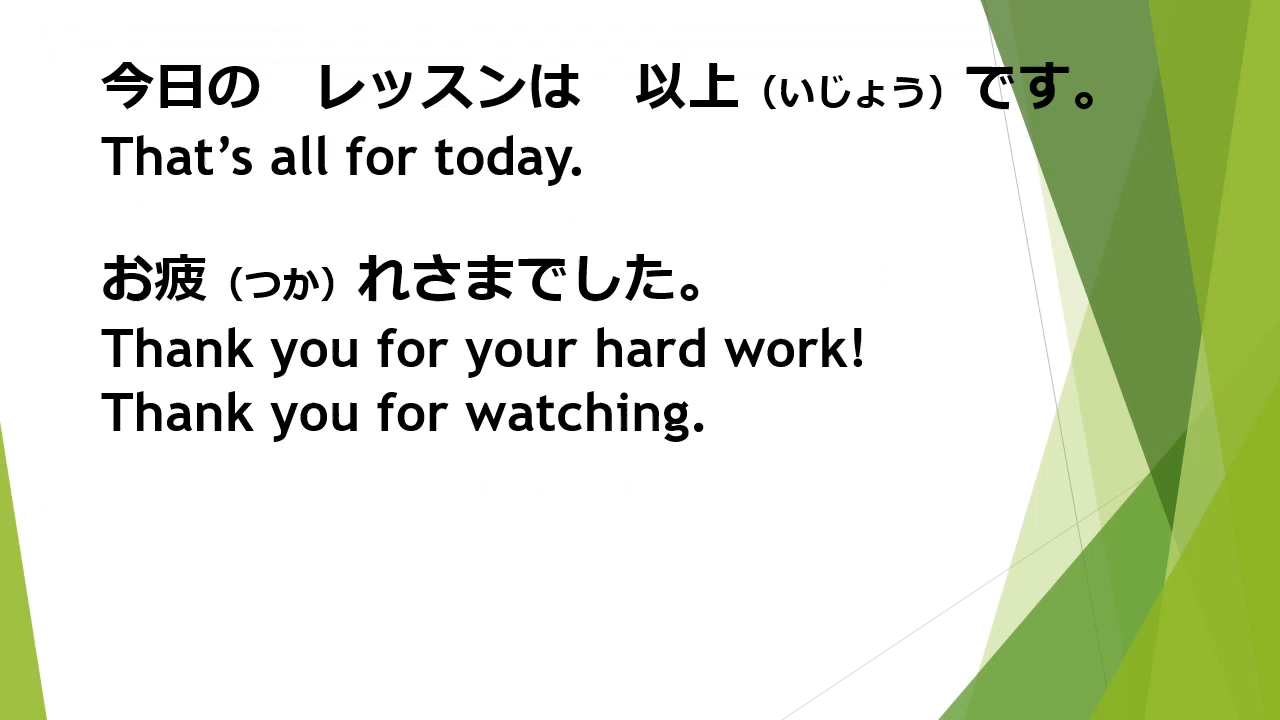 今日の　レッスンは　以上（いじょう）です。
That’s all for today.
お疲（つか）れさまでした。
Thank you for your hard work!
Thank you for watching.